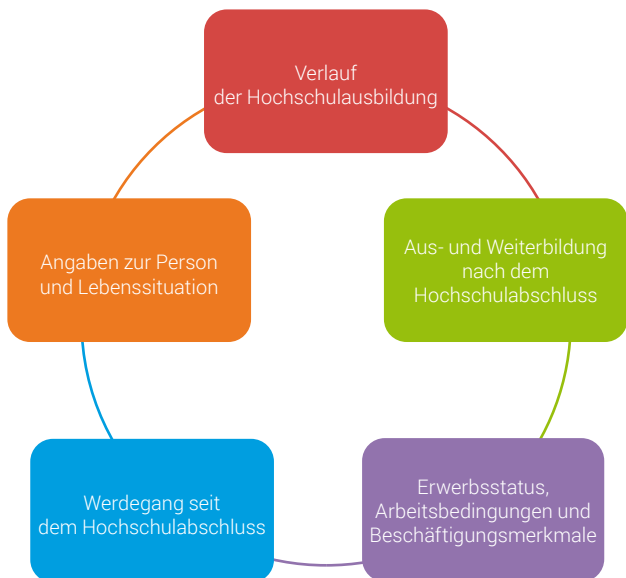 Verlauf
der Hochschulausbildung
Aus- und Weiterbildung
nach dem
Hochschulabschluss
Erwerbsstatus,
Arbeitsbedingungen und
Beschäftigungsmerkmale
Werdegang seit
dem Hochschulabschluss
Angaben zur Person
und Lebenssituation